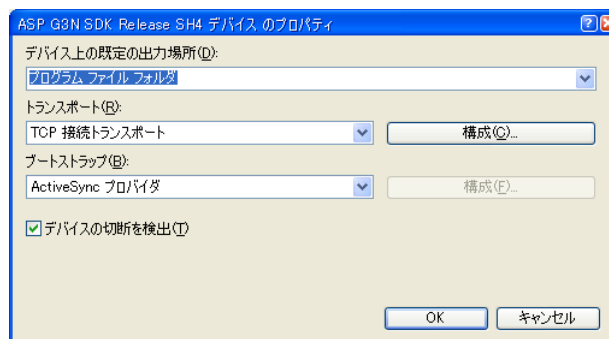 ASP G3N SDK Release SH4 デバイス のプロパティ
デバイス上の既定の出力場所(D):
プログラム ファイル フォルダ
トランスポート(R):
TCP 接続トランスポート
構成(C)...
ブートストラップ(B):
ActiveSync プロバイダ
構成(F)...
デバイスの切断を検出(T)
OK
キャンセル